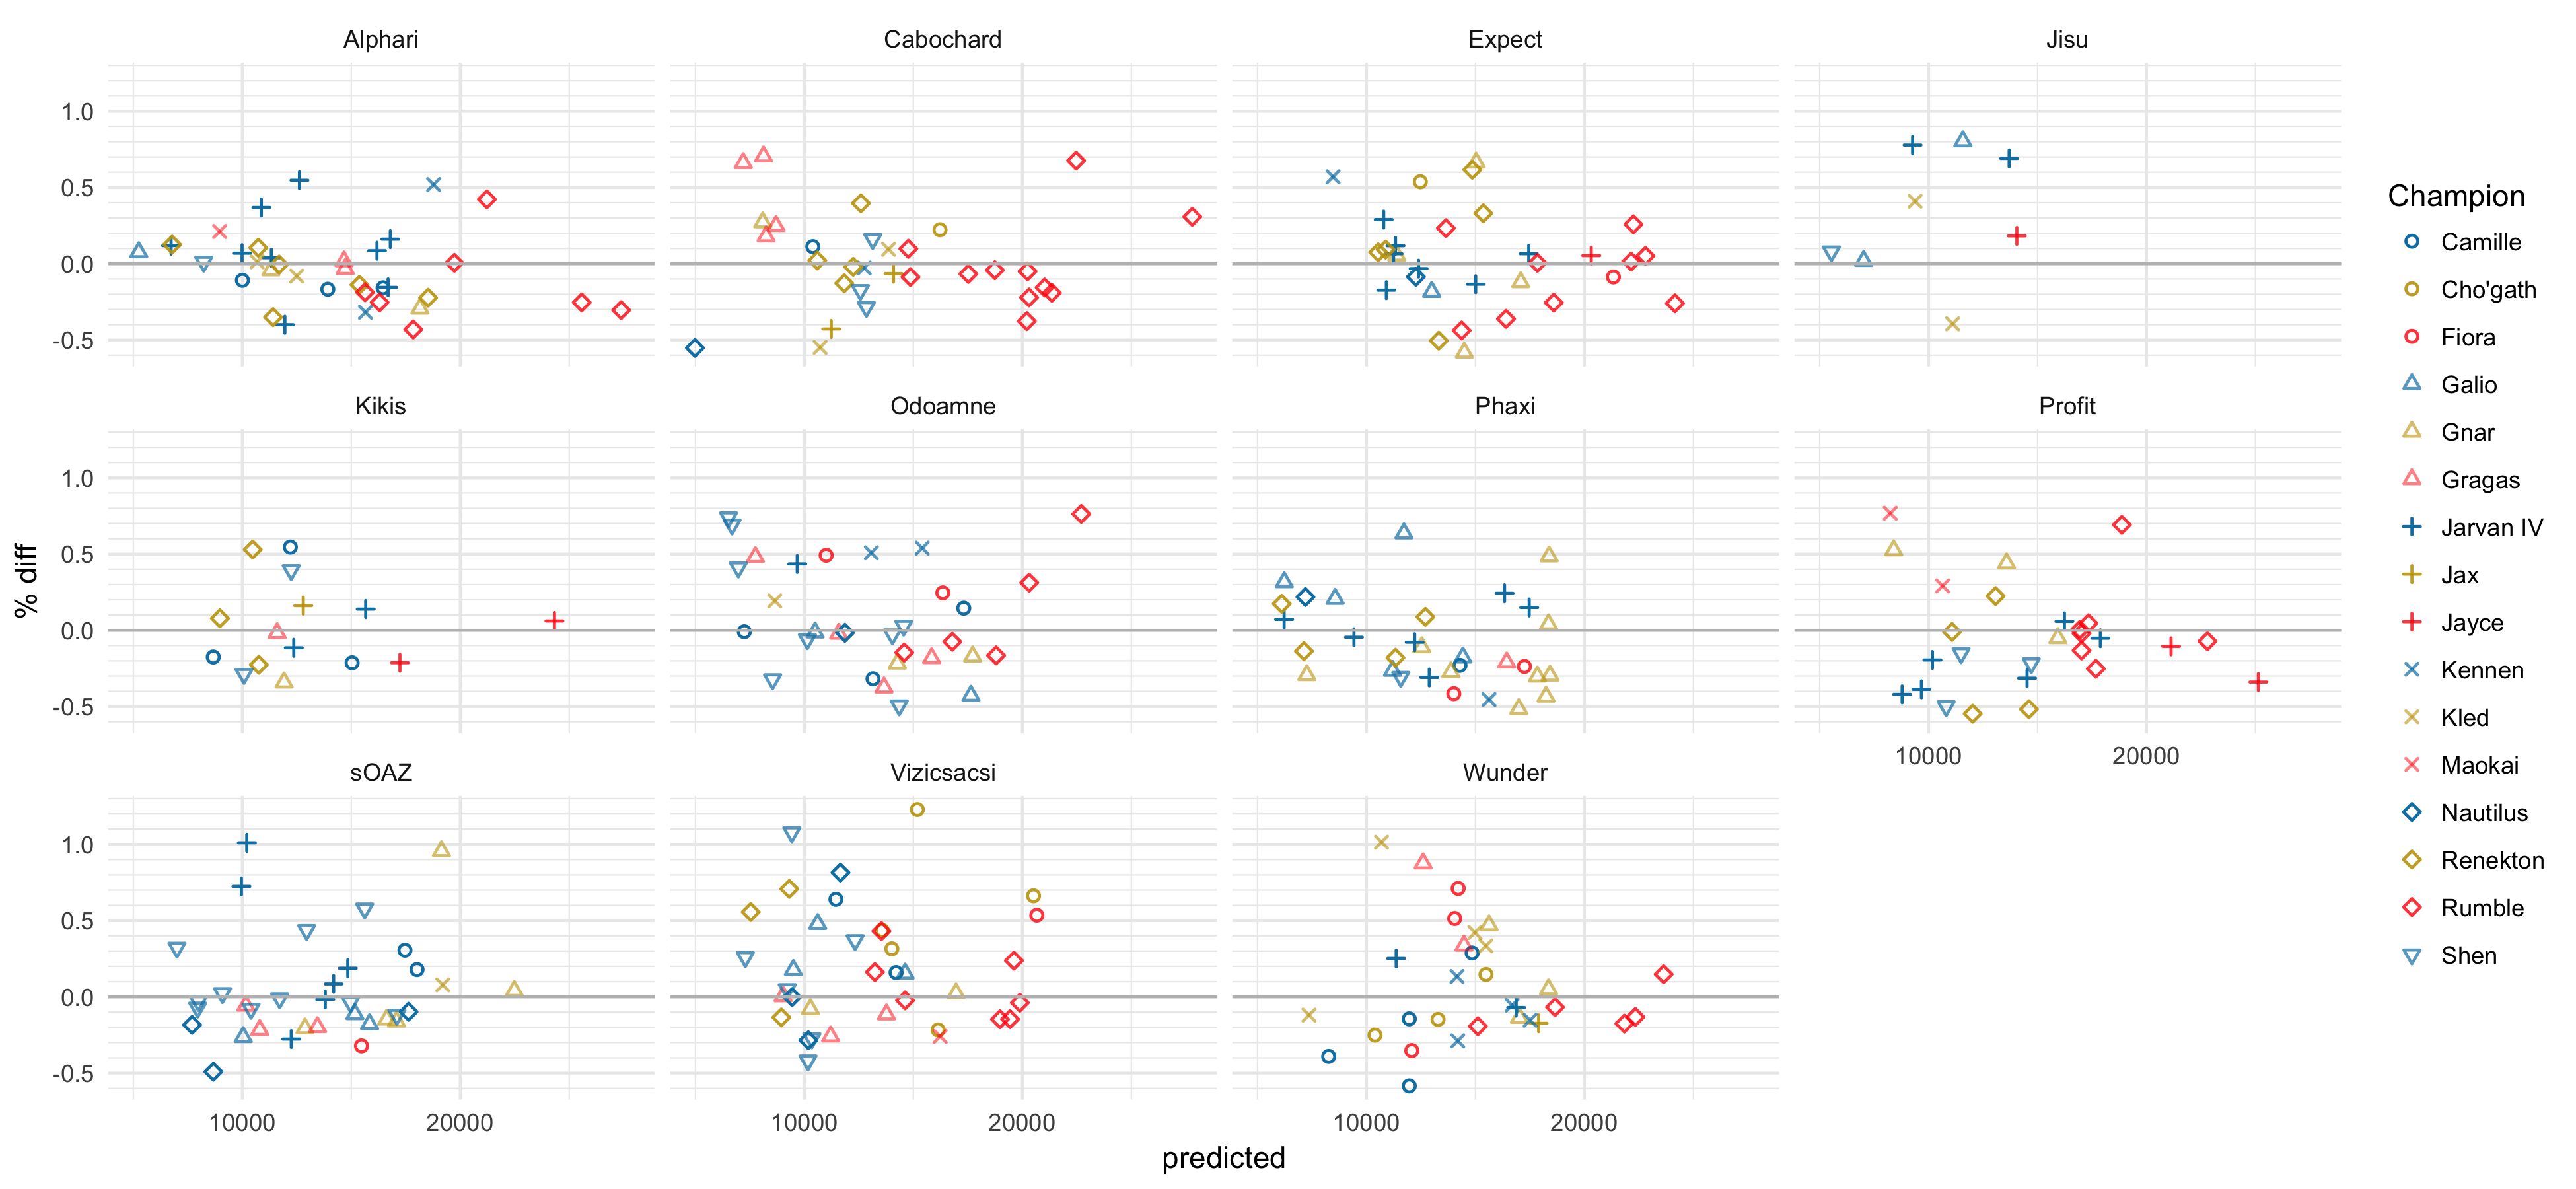 Alphari
Cabochard
Expect
Jisu
1.0
0.5
0.0
-0.5
Kikis
Odoamne
Phaxi
Profit
1.0
0.5
0.0
-0.5
10000
20000
sOAZ
Vizicsacsi
Wunder
1.0
0.5
0.0
-0.5
10000
20000
10000
20000
10000
20000
predicted
% diff
Champion
Camille
Cho'gath
Fiora
Galio
Gnar
Gragas
Jarvan IV
Jax
Jayce
Kennen
Kled
Maokai
Nautilus
Renekton
Rumble
Shen